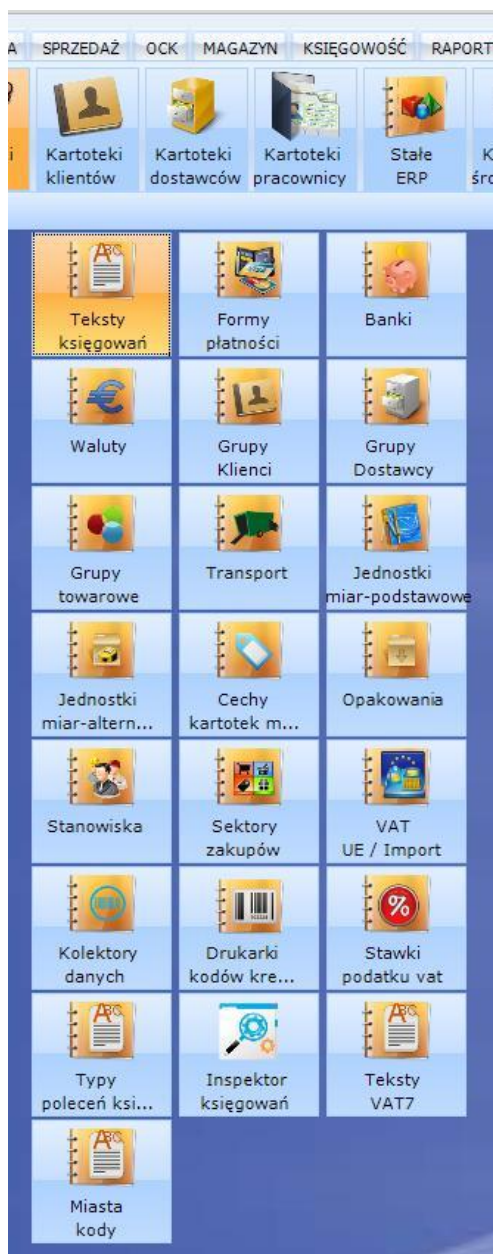 A SPRZEDAŻ OCK MAGAZYN KSIĘGOWOŚĆ RAPORT
i Kartoteki Kartoteki Kartoteki Stałe K
klientów dostawców pracownicy ERP śro
Teksty Formy Banki
księgowań płatności
Waluty Grupy Grupy
Klienci Dostawcy
Grupy Transport Jednostki
towarowe miar-podstawowe
Jednostki Cechy Opakowania
miar-altern... kartotek m...
Stanowiska Sektory VAT
zakupów UE / Import
Kolektory Drukarki Stawki
danych kodów kre... podatku vat
Typy Inspektor Teksty
poleceń ksi... księgowań VAT7
Miasta
kody